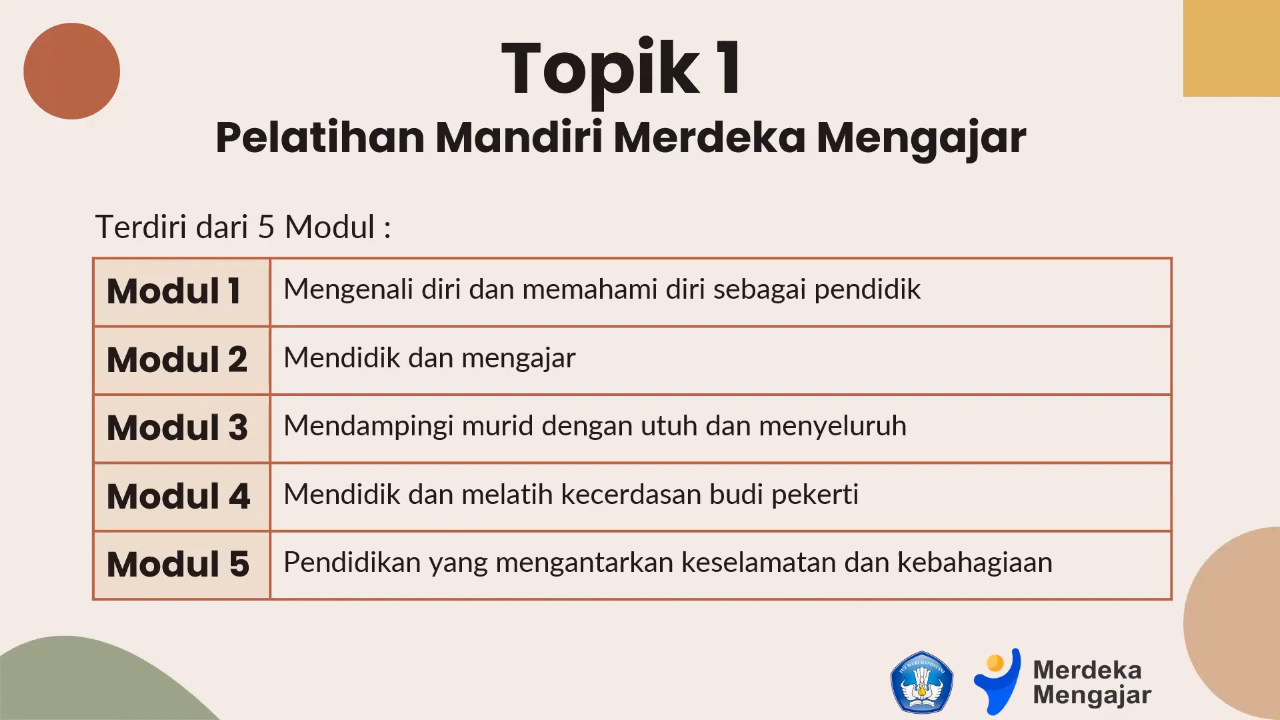 Topik 1
Pelatihan Mandiri Merdeka Mengajar
Terdiri dari 5 Modul :
Modul 1 Mengenali diri dan memahami diri sebagai pendidik
Modul 2 Mendidik dan mengajar
Modul 3 Mendampingi murid dengan utuh dan menyeluruh
Modul 4 Mendidik dan melatih kecerdasan budi pekerti
Modul 5 Pendidikan yang mengantarkan keselamatan dan kebahagiaan
Merdeka
Mengajar